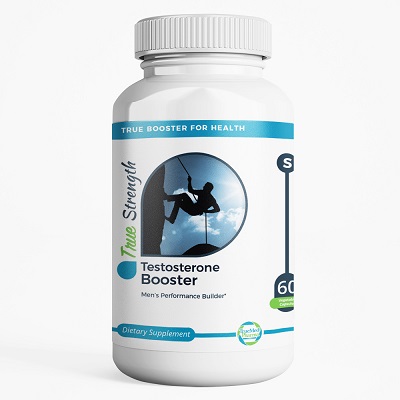 TRUE BOOSTER FOR HEALTH
True Strength
S
Testosterone
Booster
Men's Performance Builder*
60
Dietary Supplement